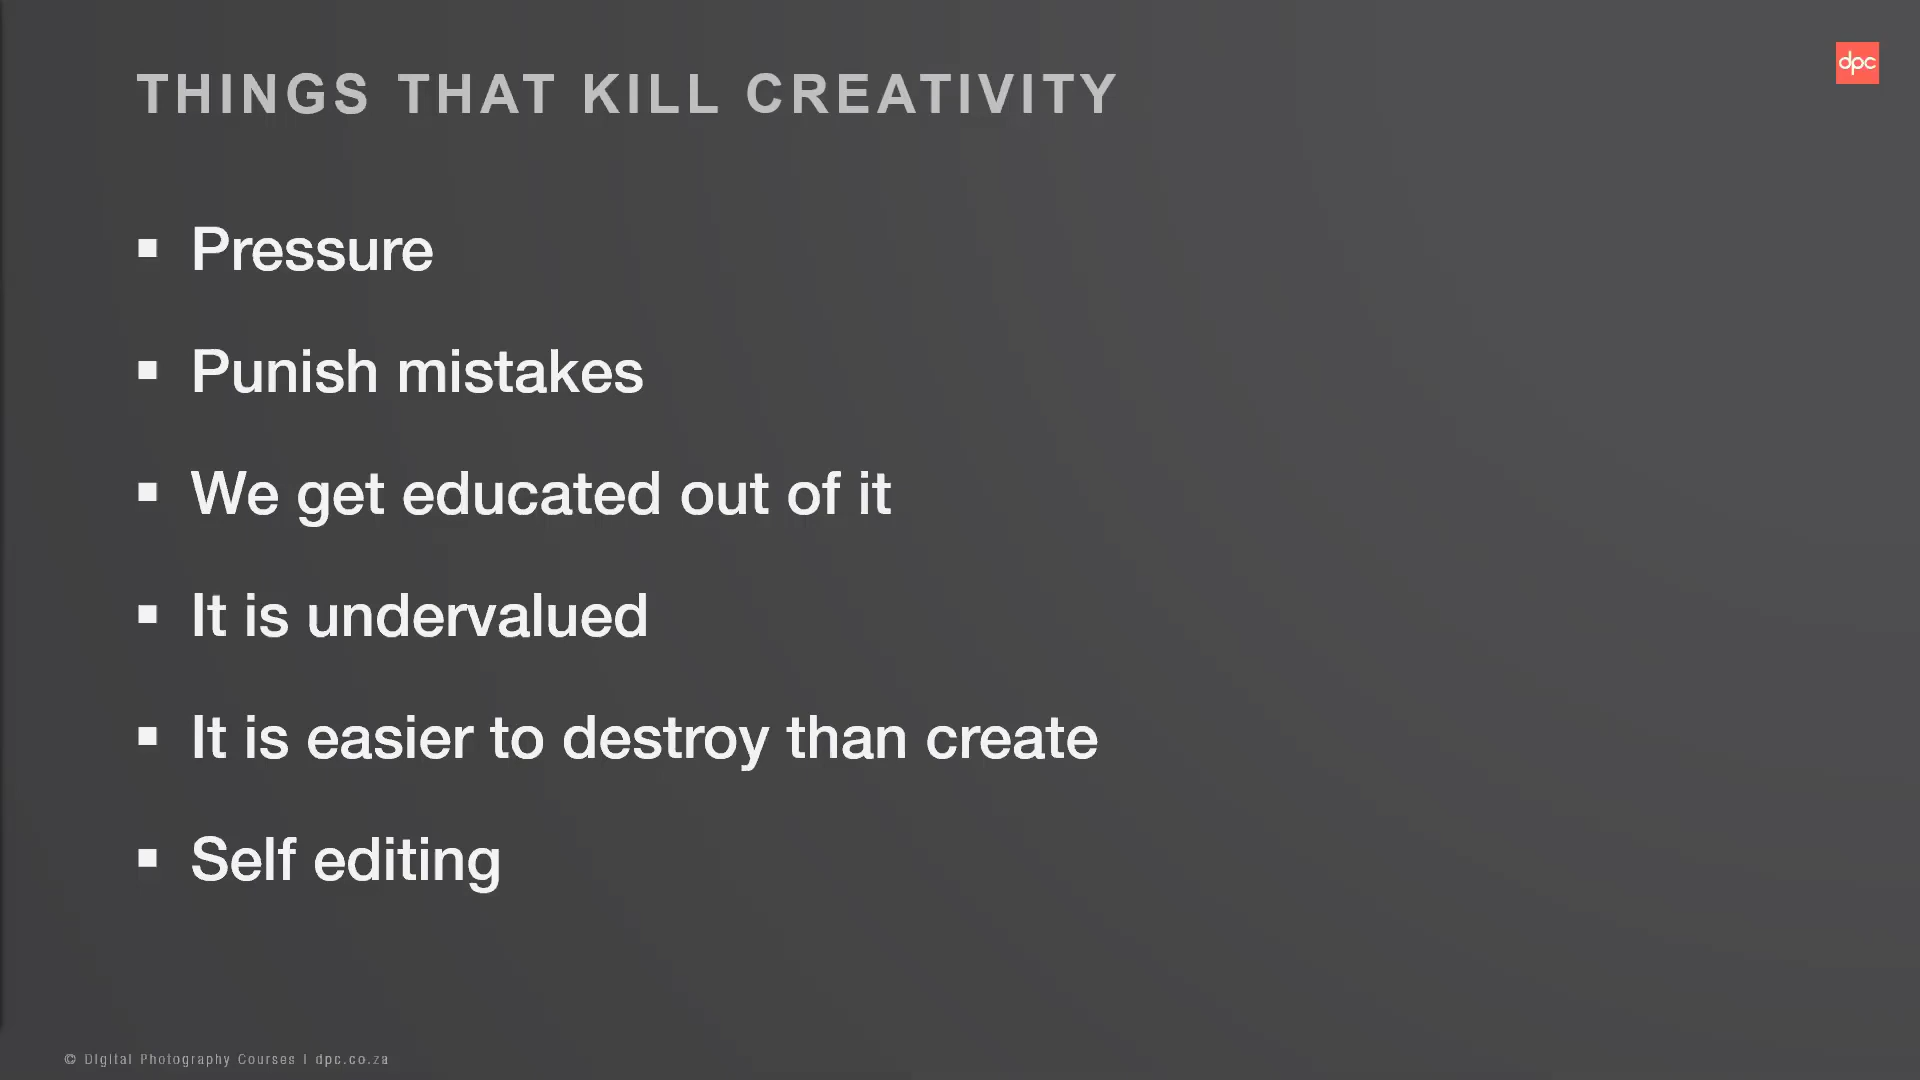 THINGS THAT KILL CREATIVITY
dpc
▪ Pressure
▪ Punish mistakes
▪ We get educated out of it
▪ It is undervalued
▪ It is easier to destroy than create
▪ Self editing
© Digital Photography Courses | dpc.co.za